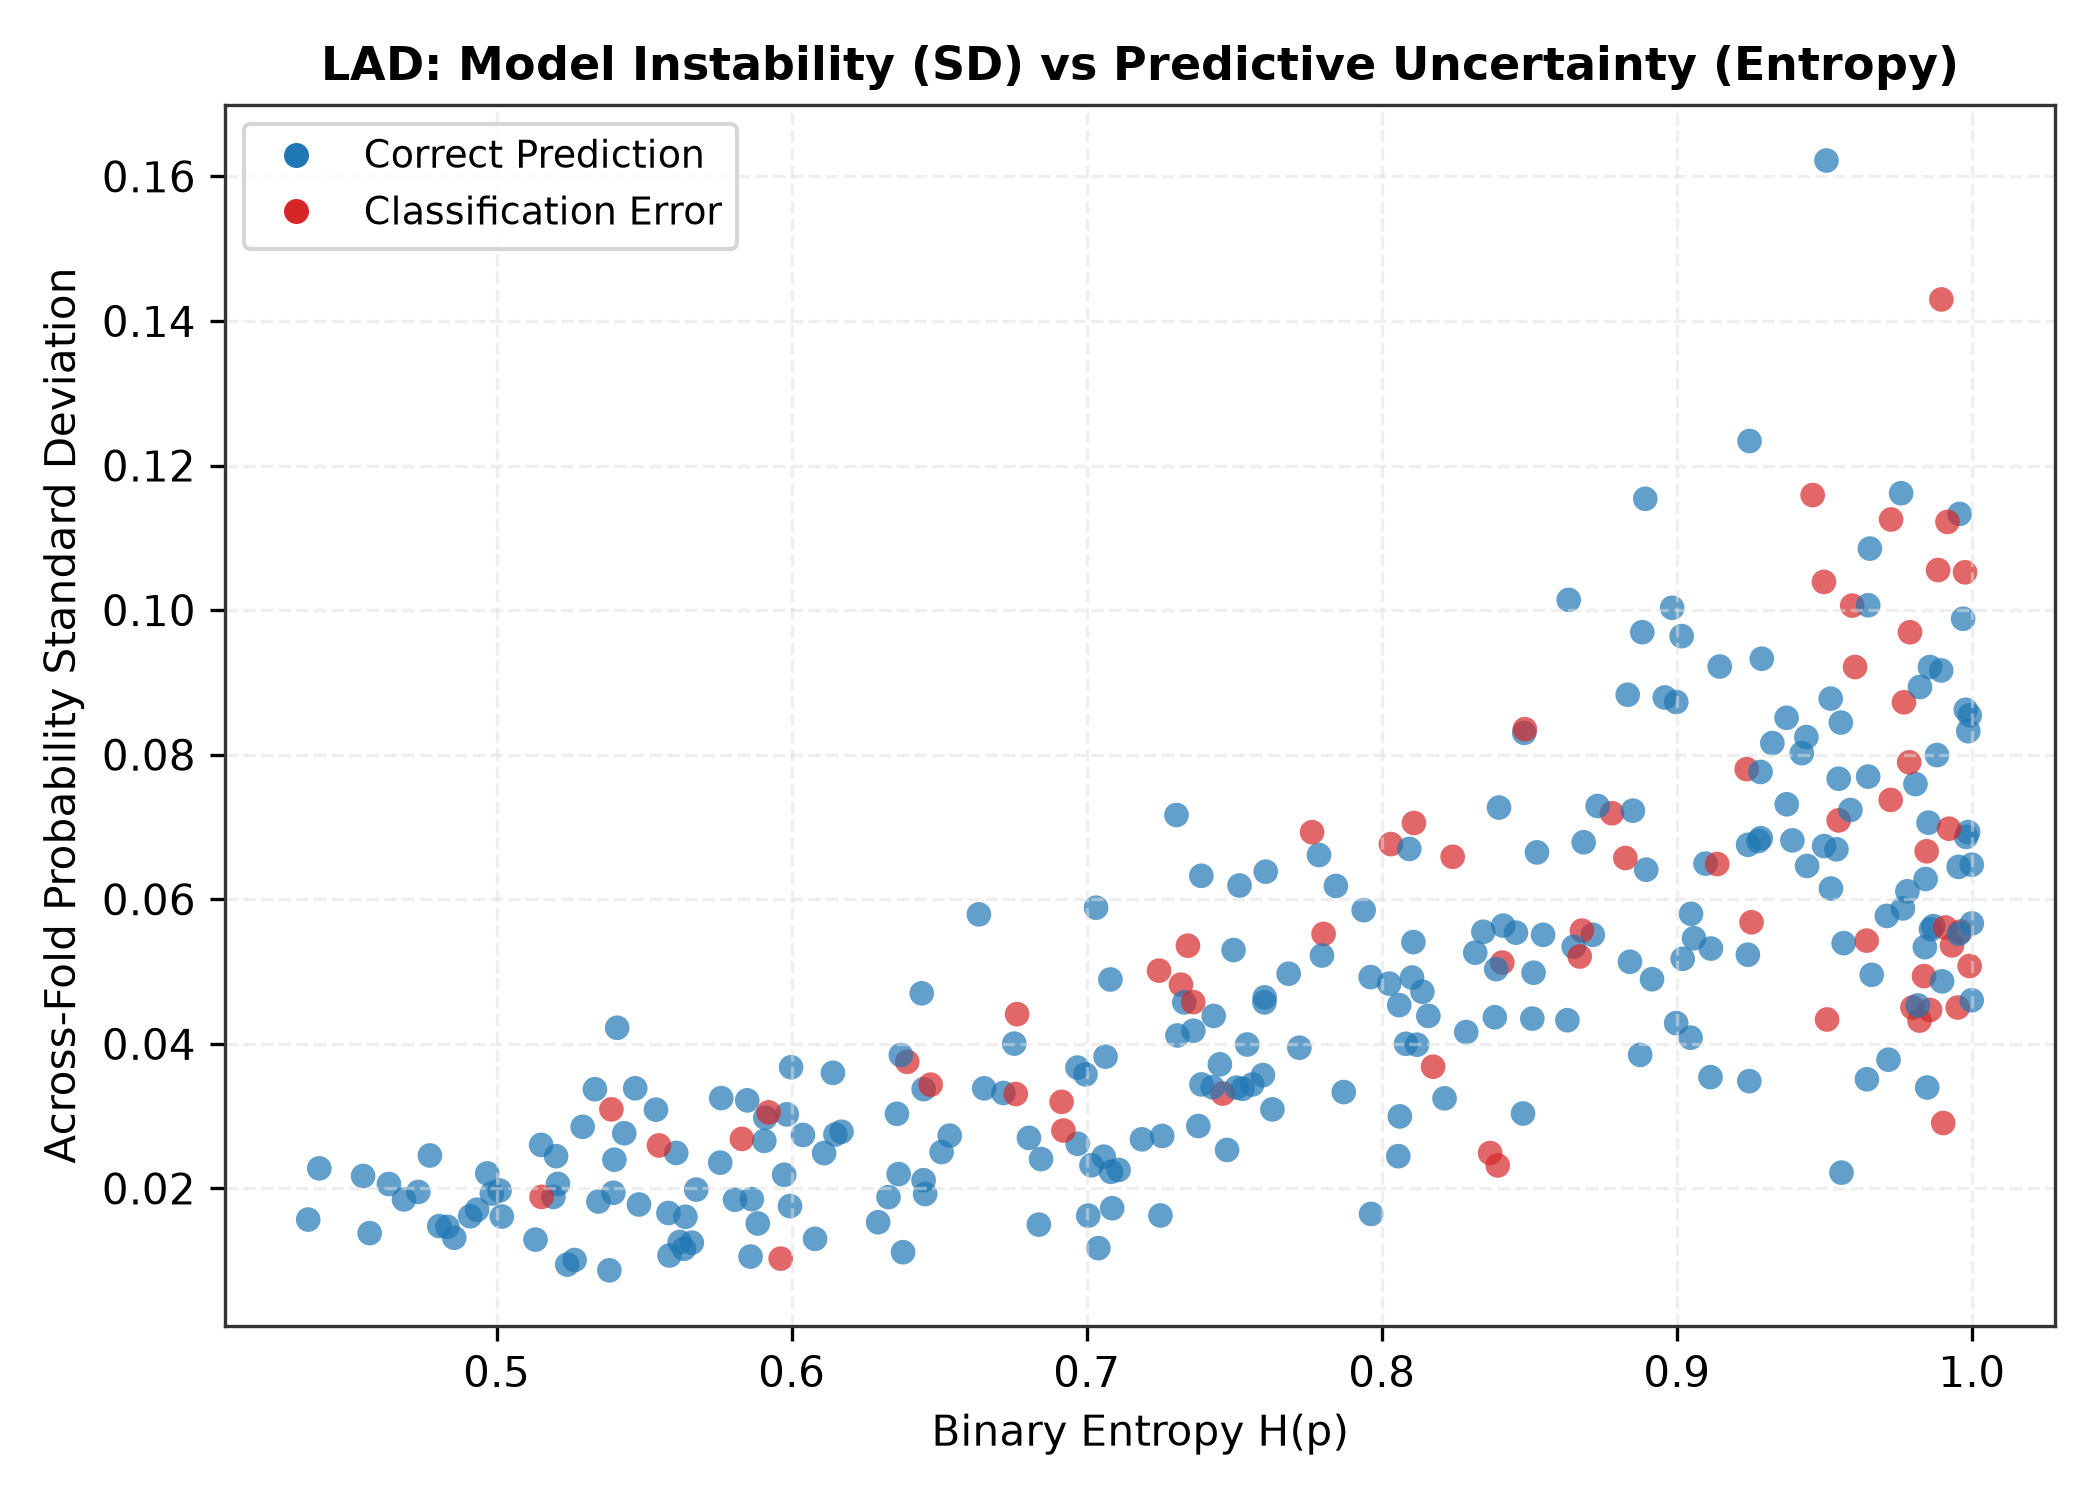 LAD: Model Instability (SD) vs Predictive Uncertainty (Entropy)
Correct Prediction
Classification Error
Across-Fold Probability Standard Deviation
0.16
0.14
0.12
0.10
0.08
0.06
0.04
0.02
0.5 0.6 0.7 0.8 0.9 1.0
Binary Entropy H(p)